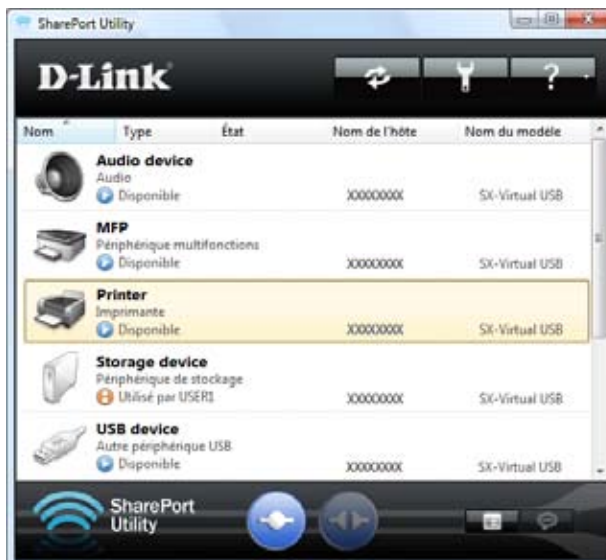 SharePort Utility
D-Link
?
Nom Type État Nom de l'hôte Nom du modèle
Audio device
Audio
Disponible XXXXXXXX SX-Virtual USB
MFP
Périphérique multifonctions
Disponible XXXXXXXX SX-Virtual USB
Printer
Imprimante
Disponible XXXXXXXX SX-Virtual USB
Storage device
Périphérique de stockage
Utilisé par USER1 XXXXXXXX SX-Virtual USB
USB device
Autre périphérique USB
Disponible XXXXXXXX SX-Virtual USB
SharePort
Utility